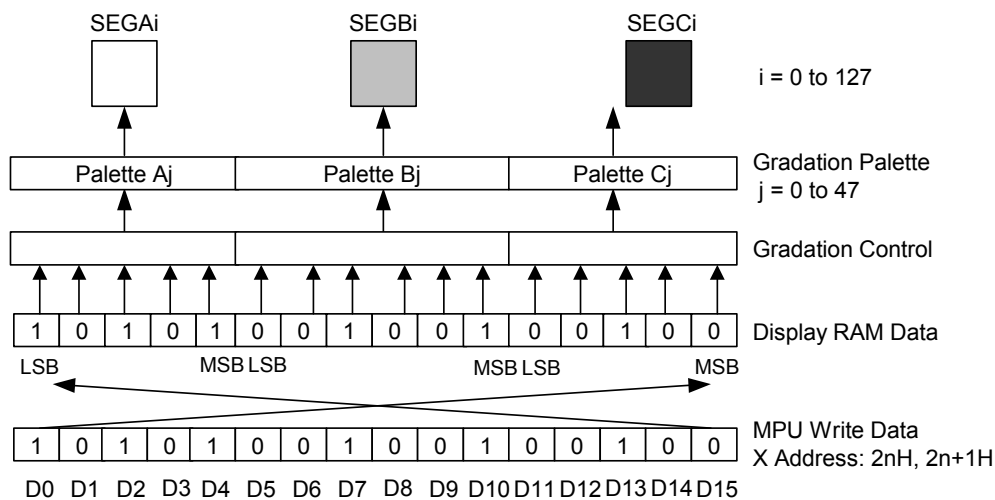 SEGAi SEGBi SEGCi
i = 0 to 127
Palette Aj Palette Bj Palette Cj
Gradation Palette
j = 0 to 47
Gradation Control
1 0 1 0 1 0 0 1 0 0 1 0 0 1 0 0 Display RAM Data
LSB MSB LSB MSB LSB MSB
1 0 1 0 1 0 0 1 0 0 1 0 0 1 0 0
MPU Write Data
X Address: 2nH, 2n+1H
D0 D1 D2 D3 D4 D5 D6 D7 D8 D9 D10 D11 D12 D13 D14 D15